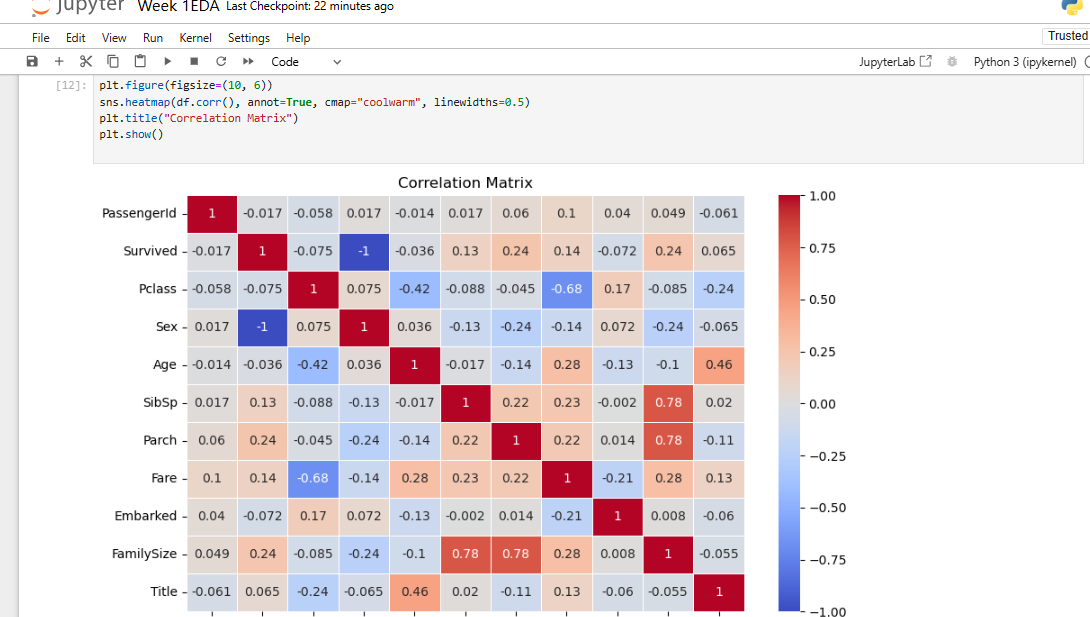 Jupyter Week 1EDA Last Checkpoint: 22 minutes ago
File Edit View Run Kernel Settings Help Trusted
Code JupyterLab Python 3 (ipykernel)
[12]: plt.figure(figsize=(10, 6))
sns.heatmap(df.corr(), annot=True, cmap="coolwarm", linewidths=0.5)
plt.title("Correlation Matrix")
plt.show()
Correlation Matrix
PassengerId 1 -0.017 -0.058 0.017 -0.014 0.017 0.06 0.1 0.04 0.049 -0.061
Survived -0.017 1 -0.075 -1 -0.036 0.13 0.24 0.14 -0.072 0.24 0.065
Pclass -0.058 -0.075 1 0.075 -0.42 -0.088 -0.045 -0.68 0.17 -0.085 -0.24
Sex 0.017 -1 0.075 1 0.036 -0.13 -0.24 -0.14 0.072 -0.24 -0.065
Age -0.014 -0.036 -0.42 0.036 1 -0.017 -0.14 0.28 -0.13 -0.1 0.46
SibSp 0.017 0.13 -0.088 -0.13 -0.017 1 0.22 0.23 -0.002 0.78 0.02
Parch 0.06 0.24 -0.045 -0.24 -0.14 0.22 1 0.22 0.014 0.78 -0.11
Fare 0.1 0.14 -0.68 -0.14 0.28 0.23 0.22 1 -0.21 0.28 0.13
Embarked 0.04 -0.072 0.17 0.072 -0.13 -0.002 0.014 -0.21 1 0.008 -0.06
FamilySize 0.049 0.24 -0.085 -0.24 -0.1 0.78 0.78 0.28 0.008 1 -0.055
Title -0.061 0.065 -0.24 -0.065 0.46 0.02 -0.11 0.13 -0.06 -0.055 1
1.00
0.75
0.50
0.25
0.00
−0.25
−0.50
−0.75
−1.00